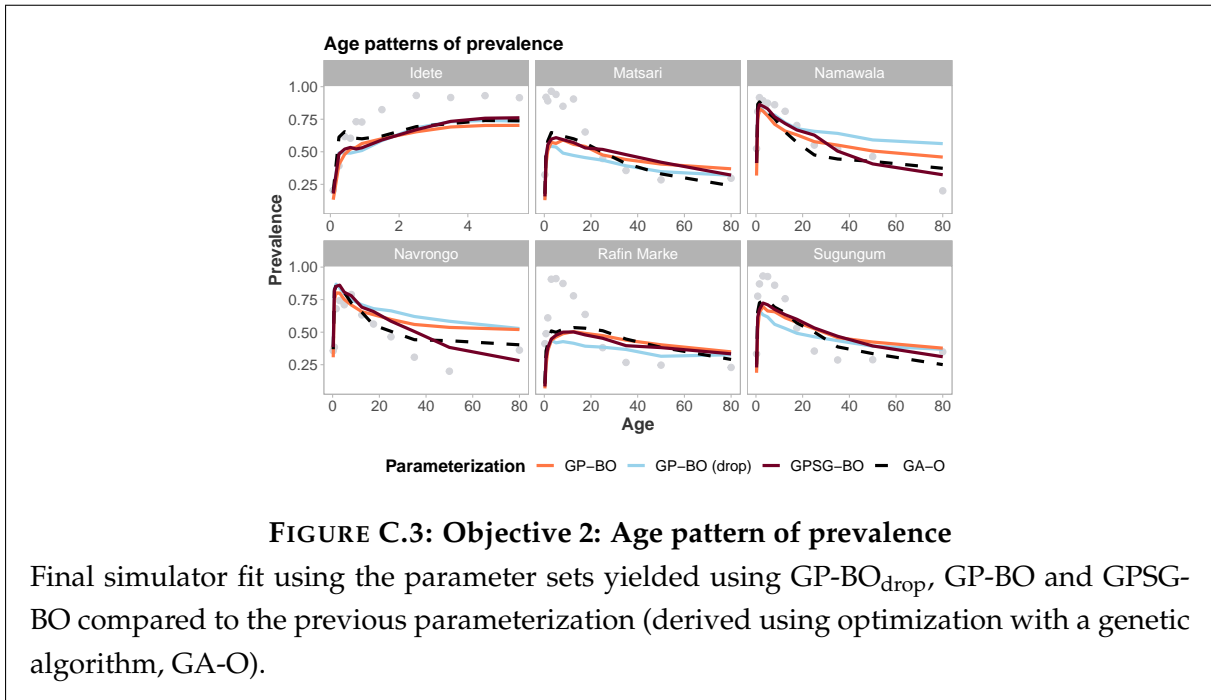 Age patterns of prevalence
Idete Matsari Namawala
1.00
0.75
0.50
0.25
0 2 4 0 20 40 60 80 0 20 40 60 80
Navrongo Rafin Marke Sugungum
1.00
0.75
0.50
0.25
0 20 40 60 80 0 20 40 60 80 0 20 40 60 80
Prevalence
Age
Parameterization GP−BO GP−BO (drop) GPSG−BO GA−O
FIGURE C.3: Objective 2: Age pattern of prevalence
Final simulator fit using the parameter sets yielded using GP-BOdrop, GP-BO and GPSG-
BO compared to the previous parameterization (derived using optimization with a genetic
algorithm, GA-O).